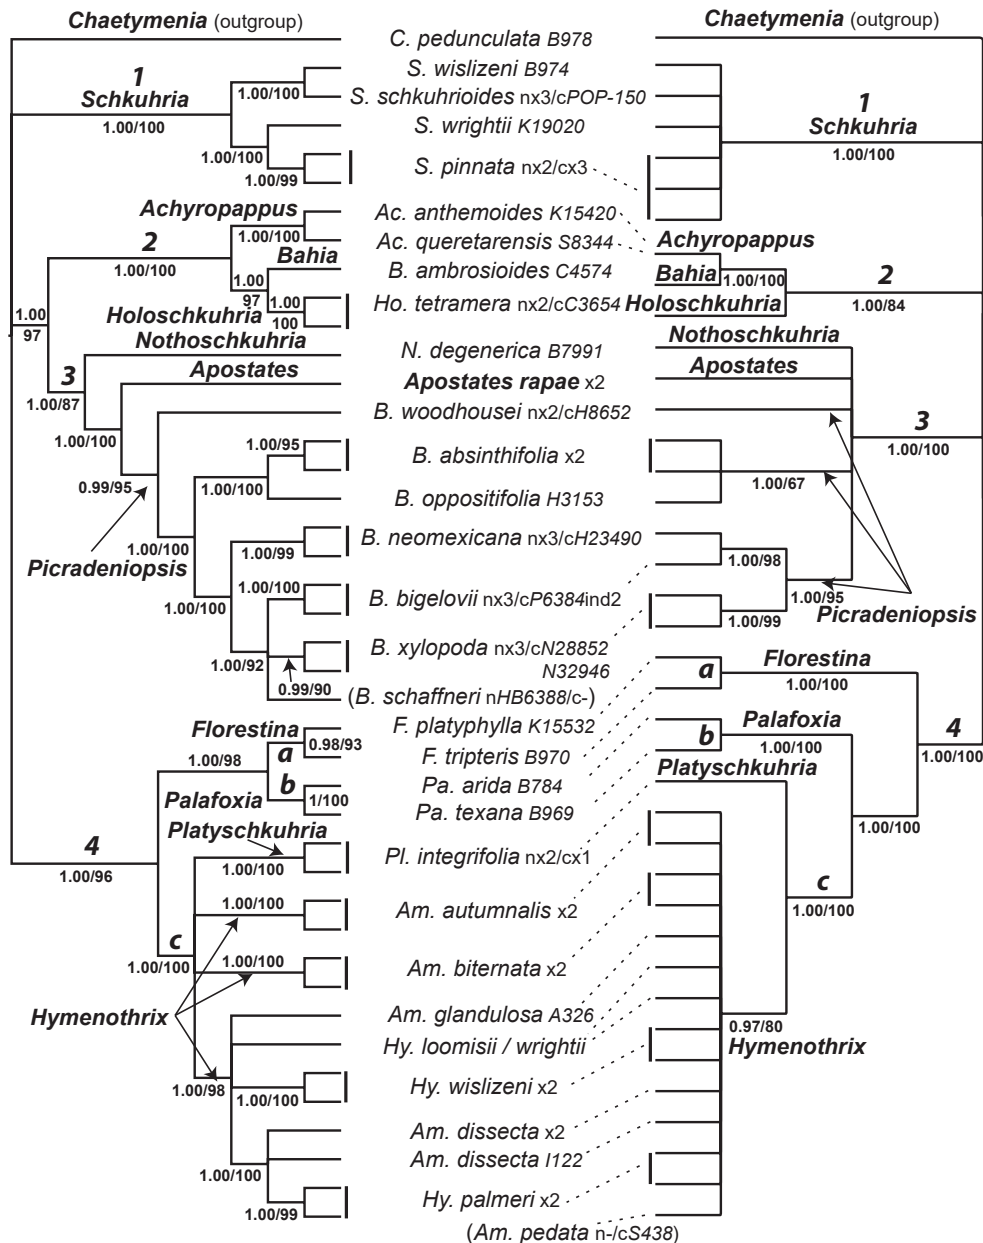 Chaetymenia (outgroup)
Chaetymenia (outgroup)
C. pedunculata B978
1
Schkuhria
1.00/100
1.00/100
1.00/100
1.00/99
S. wislizeni B974
S. schkuhrioides nx3/cPOP-150
S. wrightii K19020
S. pinnata nx2/cx3
1
Schkuhria
1.00/100
Achyropappus
2
1.00/100
1.00/100
Bahia
1.00
97
1.00
100
Holoschkuhria
1.00
97
Ac. anthemoides K15420
Ac. queretarensis S8344
B. ambrosioides C4574
Ho. tetramera nx2/cC3654
Achyropappus
Bahia
1.00/100
Holoschkuhria
2
1.00/84
Nothoschkuhria
3
Apostates
1.00/87
1.00/100
0.99/95
1.00/95
1.00/100
1.00/100
Picradeniopsis
1.00/99
1.00/100
1.00/100
1.00/92
0.99/90
N. degenerica B7991
Apostates rapae x2
B. woodhousei nx2/cH8652
B. absinthifolia x2
B. oppositifolia H3153
B. neomexicana nx3/cH23490
B. bigelovii nx3/cP6384ind2
B. xylopoda nx3/cN28852
N32946
(B. schaffneri nHB6388/c-)
Nothoschkuhria
Apostates
3
1.00/100
1.00/67
1.00/98
1.00/95
1.00/99
Picradeniopsis
Florestina
a
0.98/93
1.00/98
b
Palafoxia
1/100
Platyschkuhria
4
1.00/96
1.00/100
1.00/100
c
1.00/100
1.00/100
Hymenothrix
1.00/98
1.00/100
1.00/100
1.00/99
F. platyphylla K15532
F. tripteris B970
Pa. arida B784
Pa. texana B969
Pl. integrifolia nx2/cx1
Am. autumnalis x2
Am. biternata x2
Am. glandulosa A326
Hy. loomisii / wrightii
Hy. wislizeni x2
Am. dissecta x2
Am. dissecta I122
Hy. palmeri x2
(Am. pedata n-/cS438)
a
Florestina
1.00/100
b
Palafoxia
1.00/100
4
1.00/100
Platyschkuhria
1.00/100
c
1.00/100
0.97/80
Hymenothrix